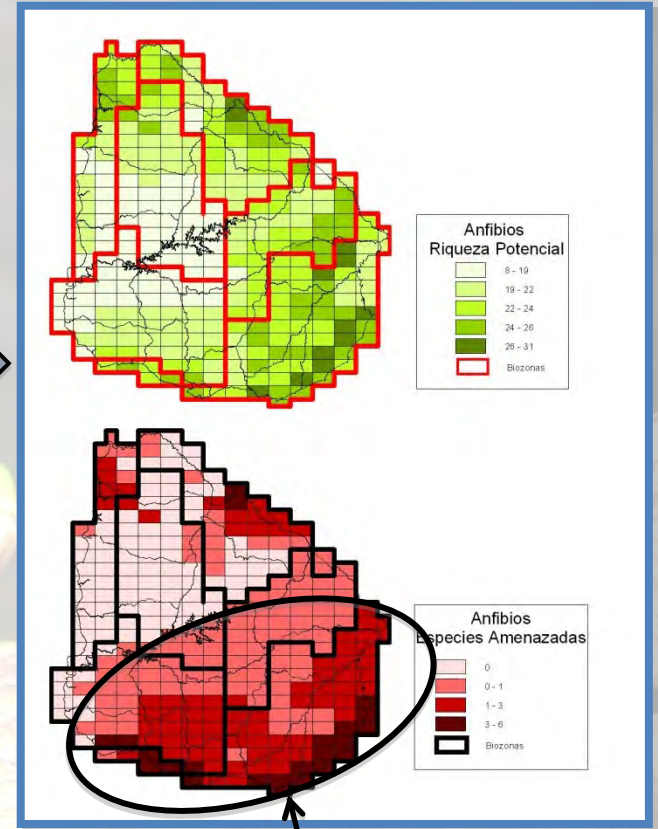 Anfibios
Riqueza Potencial
8 - 19
19 - 22
22 - 24
24 - 26
26 - 31
Biozonas
Anfibios
Especies Amenazadas
0
0 - 1
1 - 3
3 - 6
Biozonas